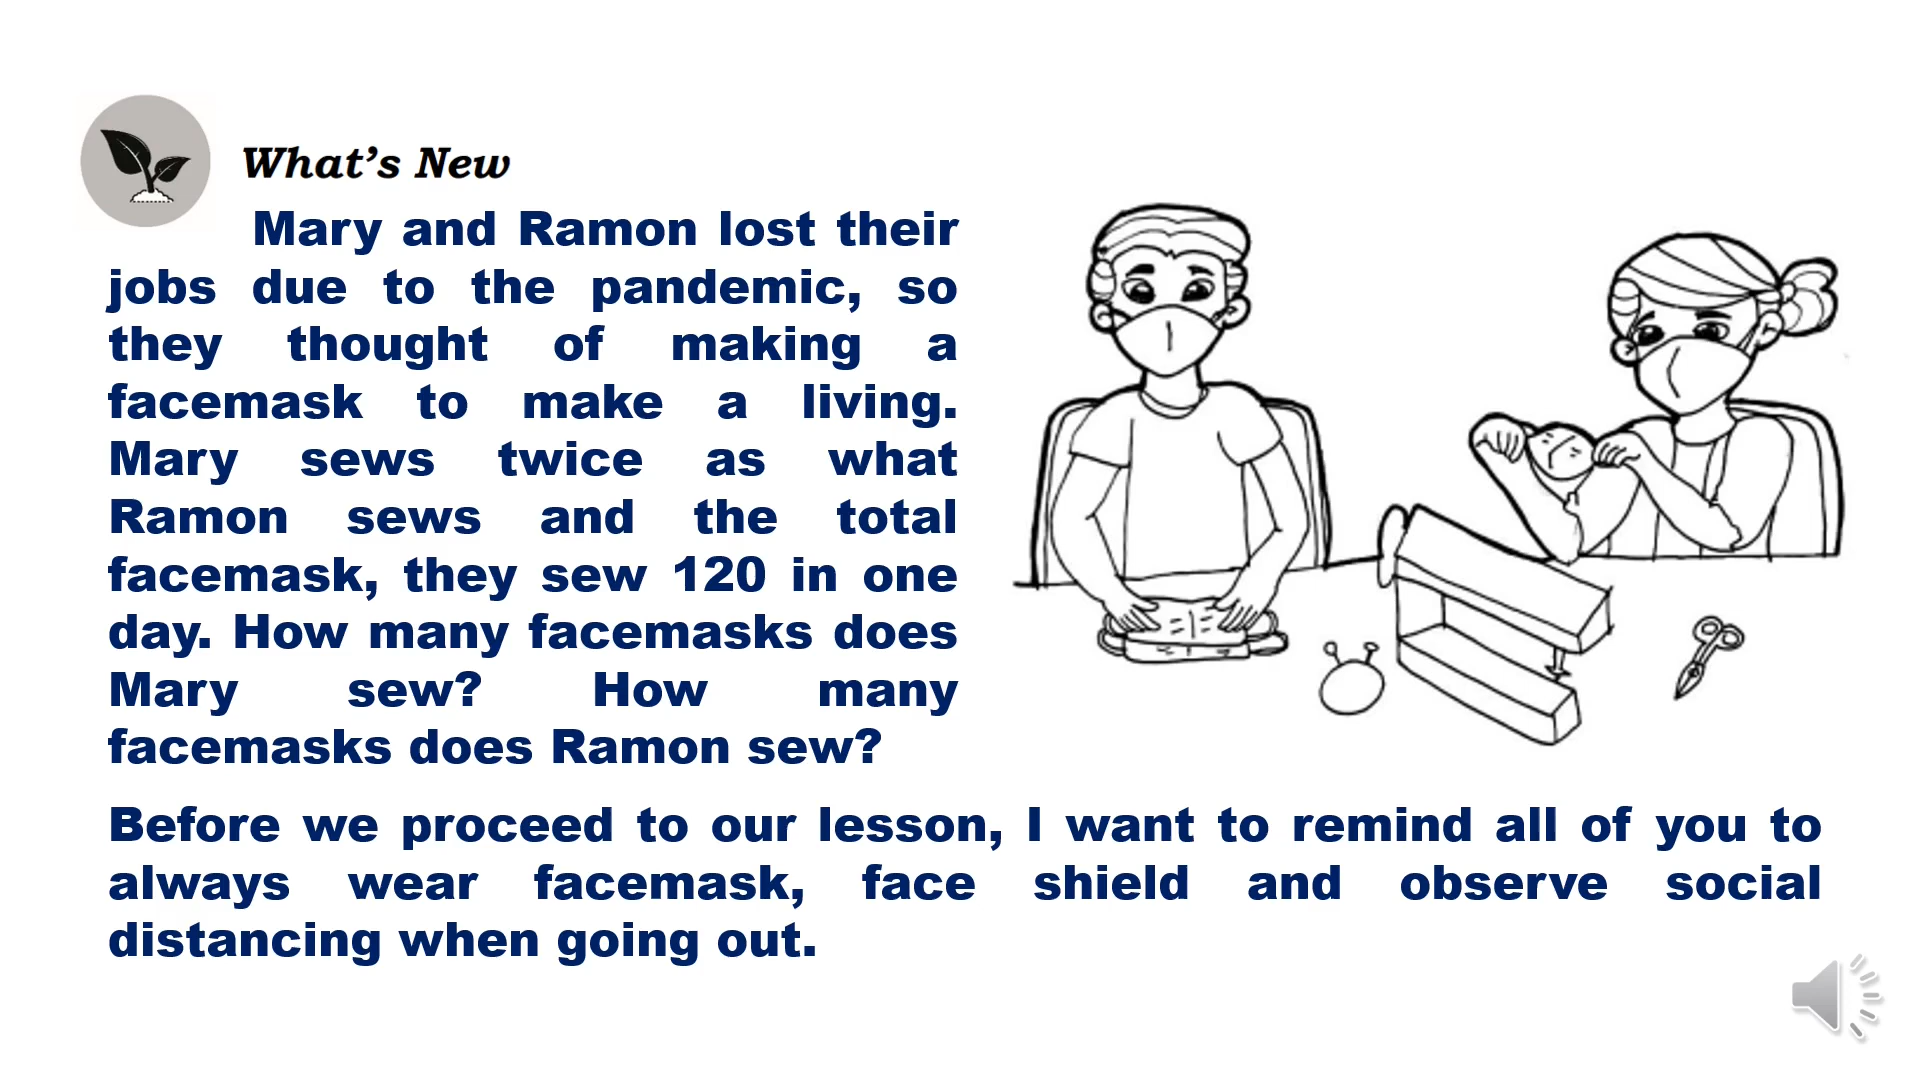 What's New
Mary and Ramon lost their
jobs due to the pandemic, so
they thought of making a
facemask to make a living.
Mary sews twice as what
Ramon sews and the total
facemask, they sew 120 in one
day. How many facemasks does
Mary sew? How many
facemasks does Ramon sew?
Before we proceed to our lesson, I want to remind all of you to
always wear facemask, face shield and observe social
distancing when going out.